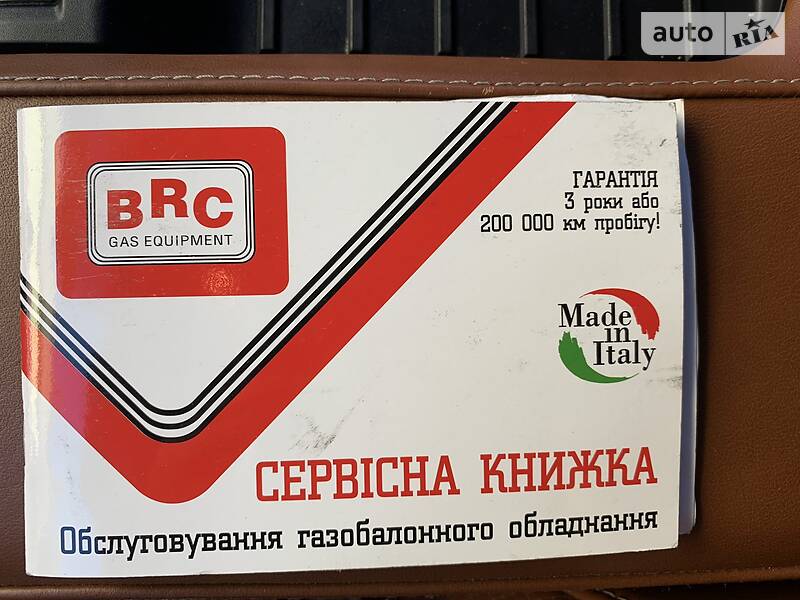 auto RIA
BRC
GAS EQUIPMENT
ГАРАНТІЯ
3 роки або
200 000 км пробігу!
Made
in
Italy
СЕРВІСНА КНИЖКА
Обслуговування газобалонного обладнання